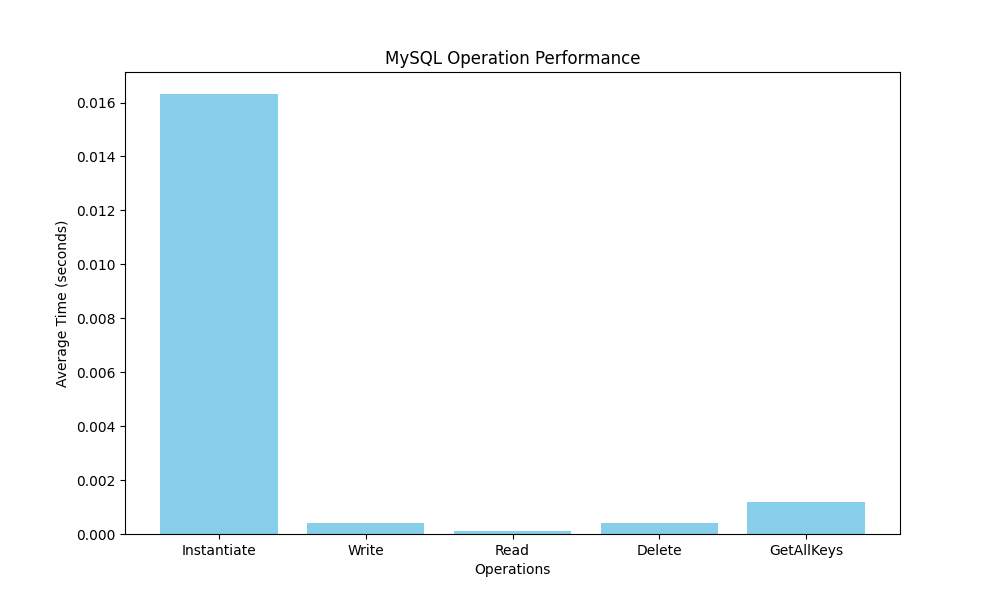 MySQL Operation Performance
Average Time (seconds)
0.016
0.014
0.012
0.010
0.008
0.006
0.004
0.002
0.000
Instantiate Write Read Delete GetAllKeys
Operations